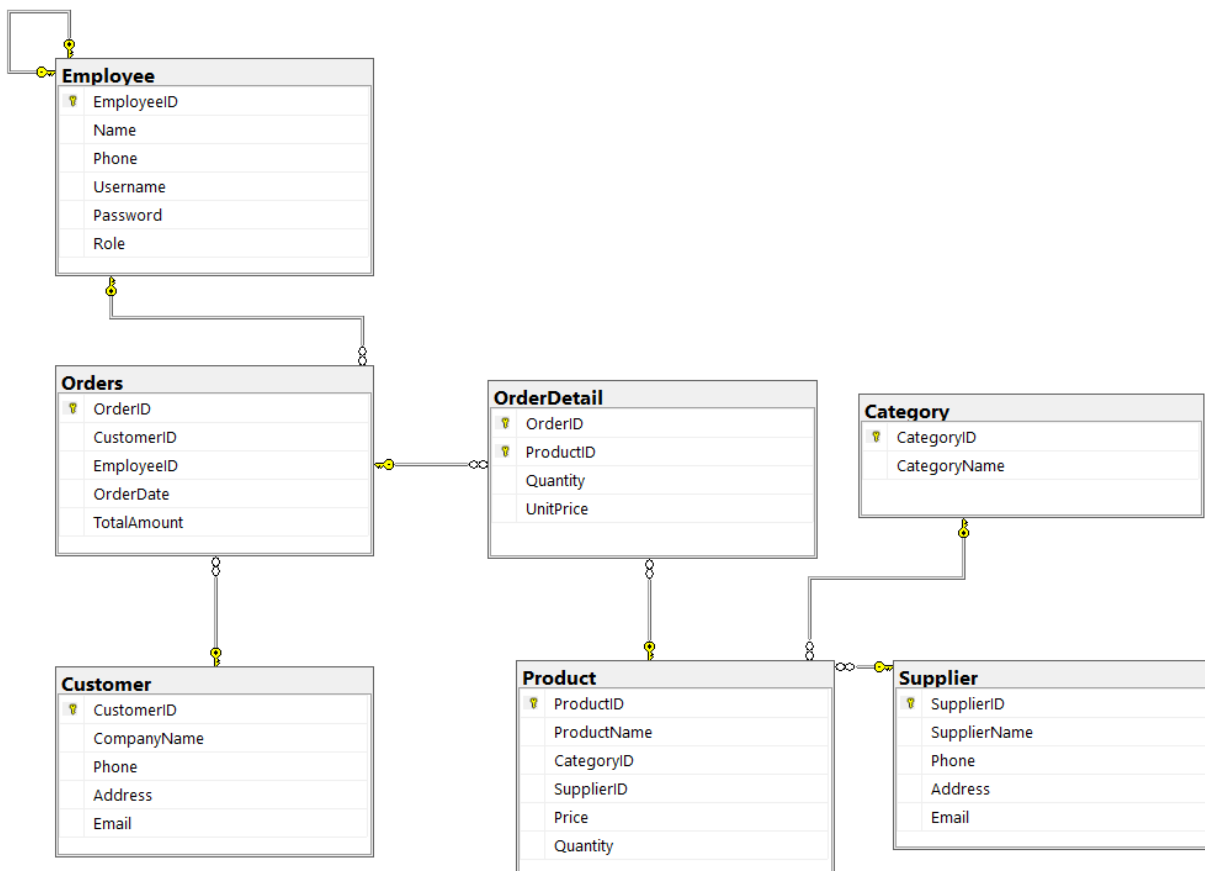 Employee
EmployeeID
Name
Phone
Username
Password
Role
Orders
OrderID
CustomerID
EmployeeID
OrderDate
TotalAmount
OrderDetail
OrderID
ProductID
Quantity
UnitPrice
Category
CategoryID
CategoryName
Customer
CustomerID
CompanyName
Phone
Address
Email
Product
ProductID
ProductName
CategoryID
SupplierID
Price
Quantity
Supplier
SupplierID
SupplierName
Phone
Address
Email